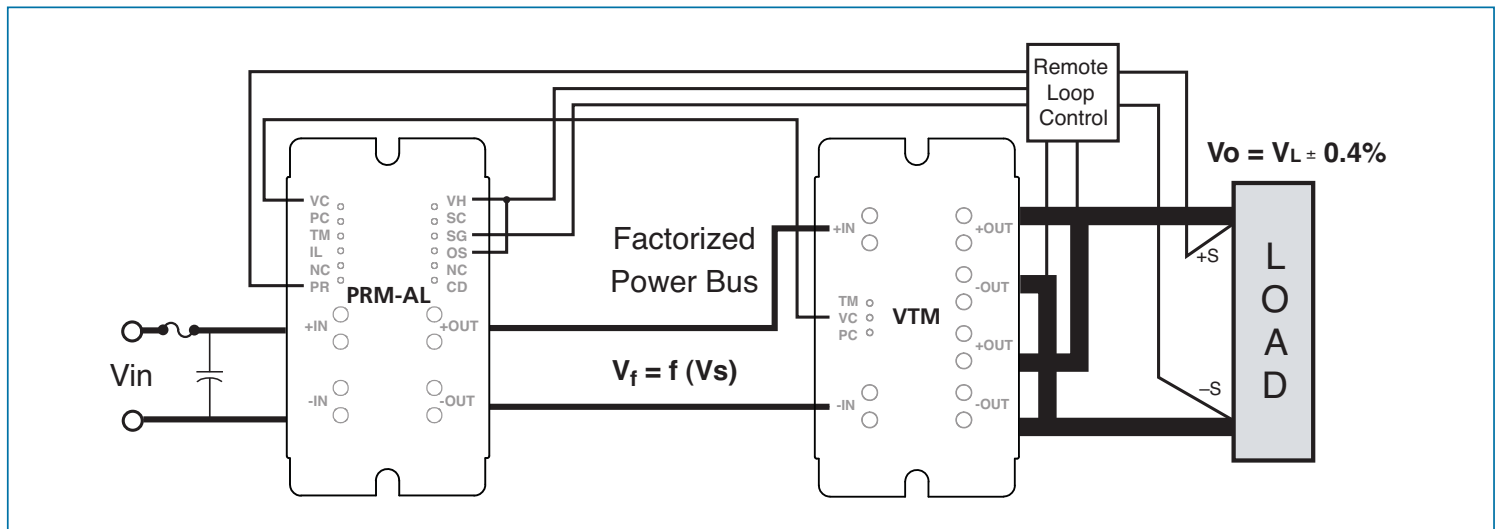 Remote
Loop
Control
Vo = VL ± 0.4%
VC
PC
TM
IL
NC
PR
VH
SC
SG
OS
NC
CD
PRM-AL
+IN
-IN
+OUT
-OUT
Vin
Factorized
Power Bus
Vf = f (Vs)
+IN
TM
VC
PC
-IN
VTM
+OUT
-OUT
+OUT
-OUT
+S
–S
L
O
A
D